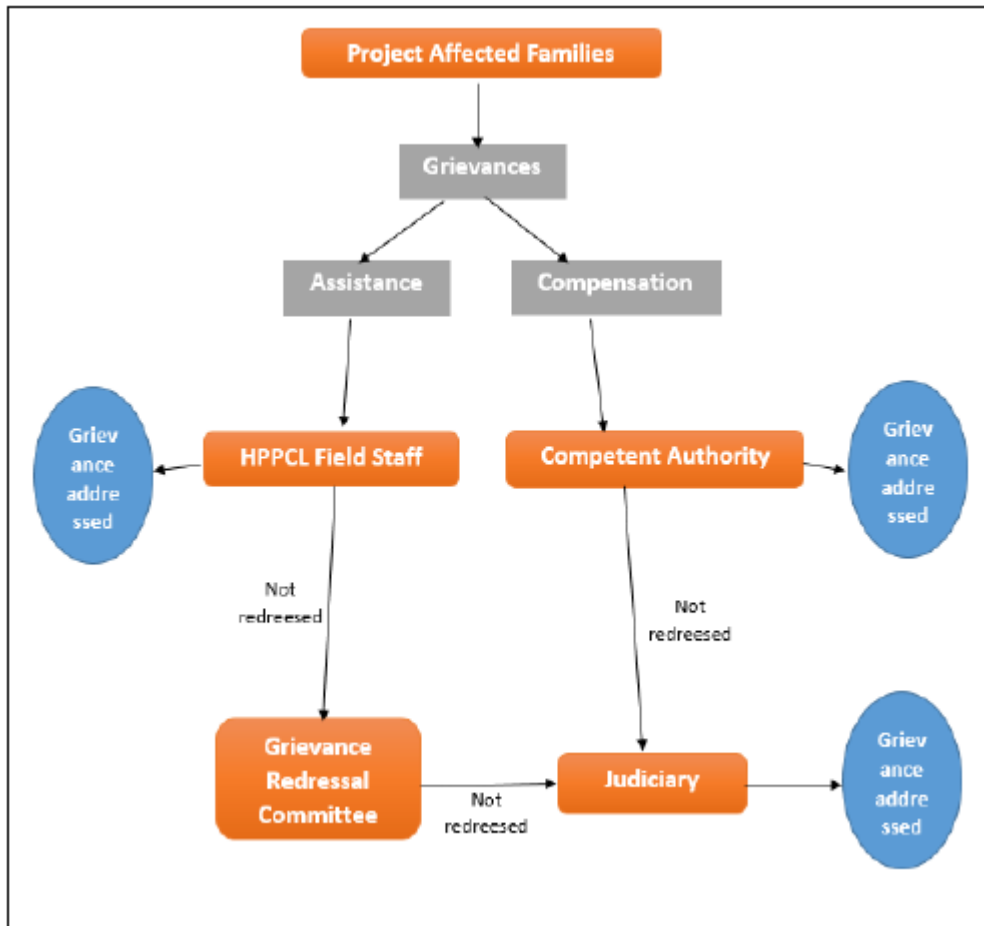 Project Affected Families
Grievances
Assistance
Compensation
Griev
ance
addre
ssed
HPPCL Field Staff
Competent Authority
Griev
ance
addre
ssed
Not
redreesed
Not
redreesed
Grievance
Redressal
Committee
Not
redreesed
Judiciary
Griev
ance
addre
ssed